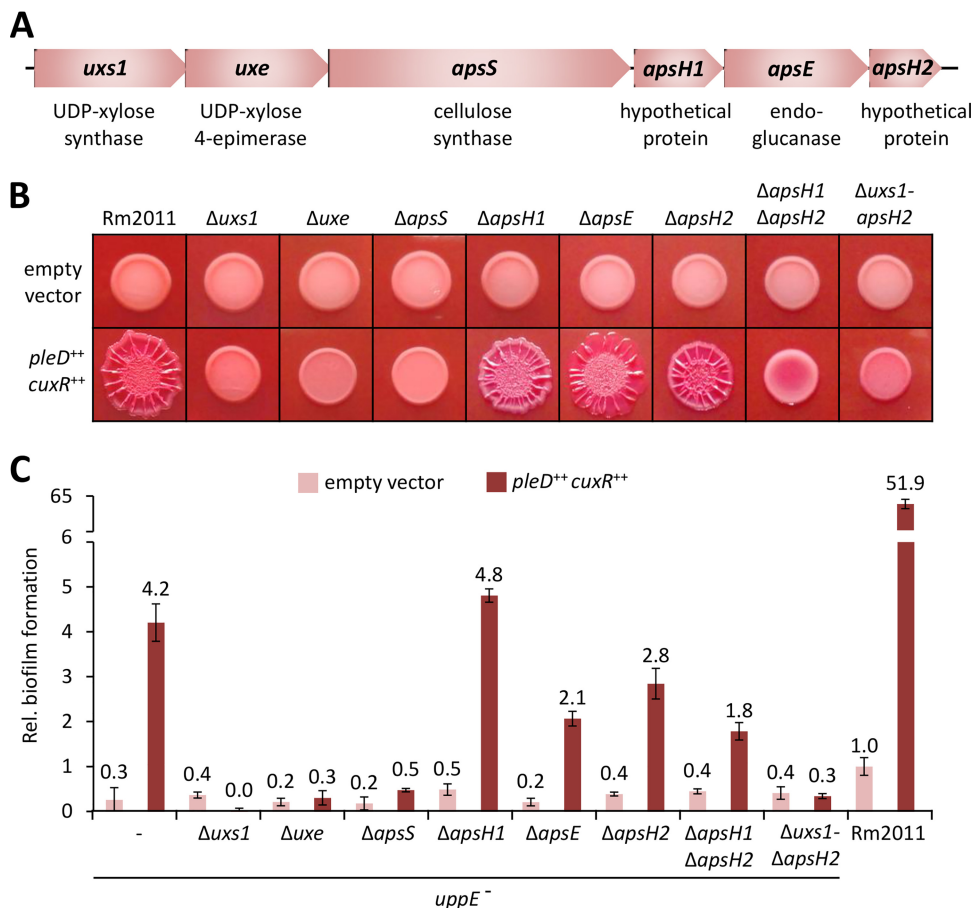 A
uxs1 uxe apsS apsH1 apsE apsH2
UDP-xylose UDP-xylose cellulose hypothetical endo- hypothetical
synthase 4-epimerase synthase protein glucanase protein
B
ΔapsH1 Δuxs1-
Rm2011 Δuxs1 Δuxe ΔapsS ΔapsH1 ΔapsE ΔapsH2 ΔapsH2 apsH2
empty
vector
pleD++
cuxR++
C
empty vector pleD++ cuxR++
Rel. biofilm formation
65
6
5
4
3
2
1
0
0.3 4.2 0.4 0.0 0.2 0.3 0.2 0.5 0.5 4.8 0.2 2.1 0.4 2.8 0.4 1.8 0.4 0.3 1.0 51.9
- Δuxs1 Δuxe ΔapsS ΔapsH1 ΔapsE ΔapsH2 ΔapsH1 Δuxs1- Rm2011
ΔapsH2 ΔapsH2
uppE-